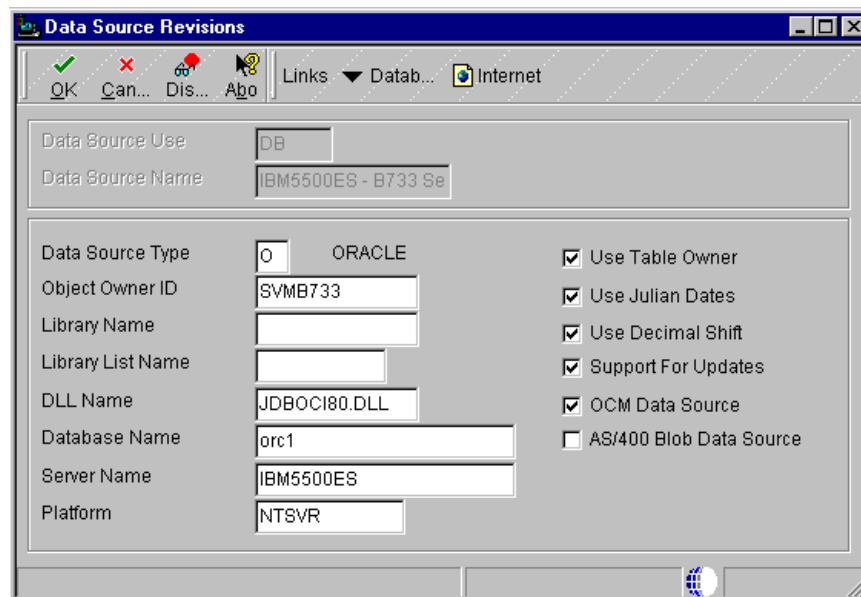 Data Source Revisions
OK Can... Dis... Abo Links Datab... Internet
Data Source Use DB
Data Source Name IBM5500ES - B733 Se
Data Source Type O ORACLE
Object Owner ID SVMB733
Library Name
Library List Name
DLL Name JDBOCI80.DLL
Database Name orc1
Server Name IBM5500ES
Platform NTSVR
Use Table Owner
Use Julian Dates
Use Decimal Shift
Support For Updates
OCM Data Source
AS/400 Blob Data Source